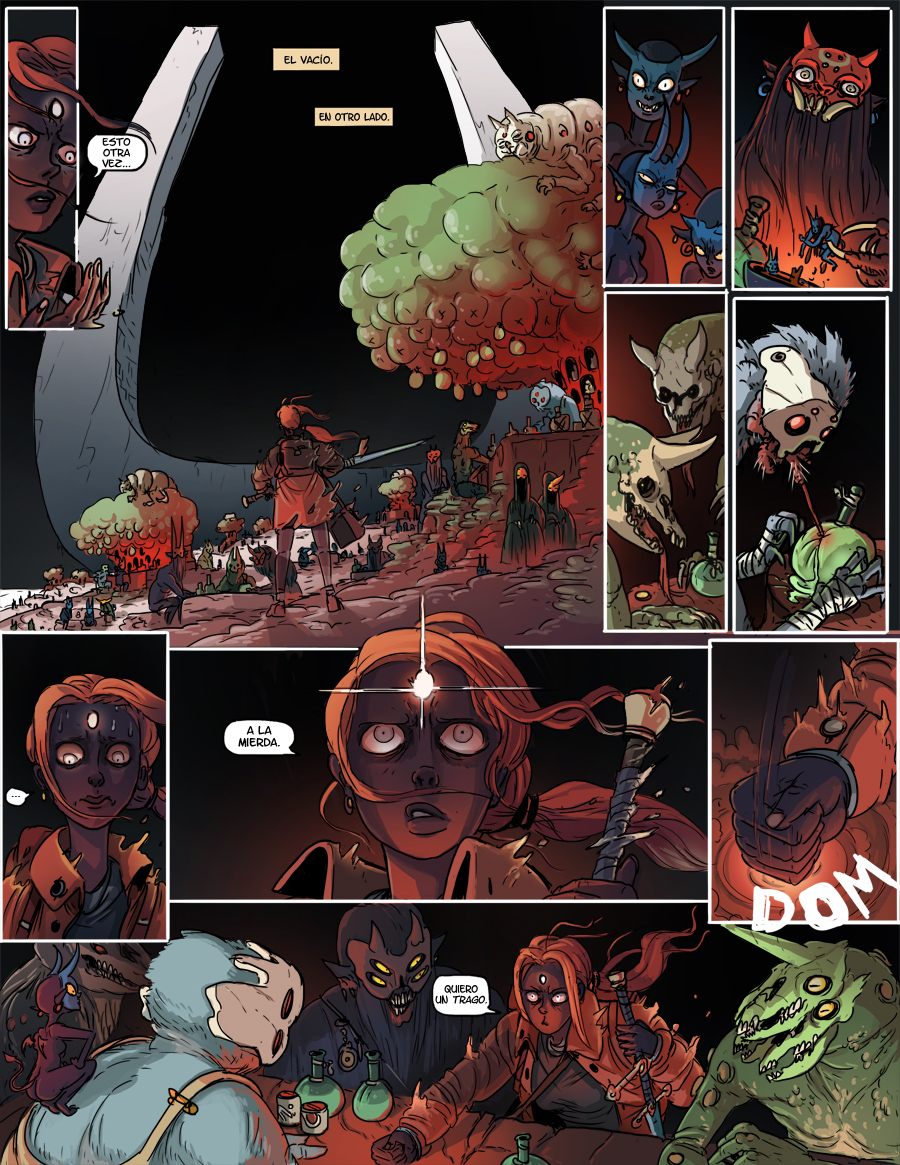 ESTO
OTRA
VEZ...
EL VACÍO.
EN OTRO LADO.
...
A LA
MIERDA.
DOM
QUIERO
UN TRAGO.